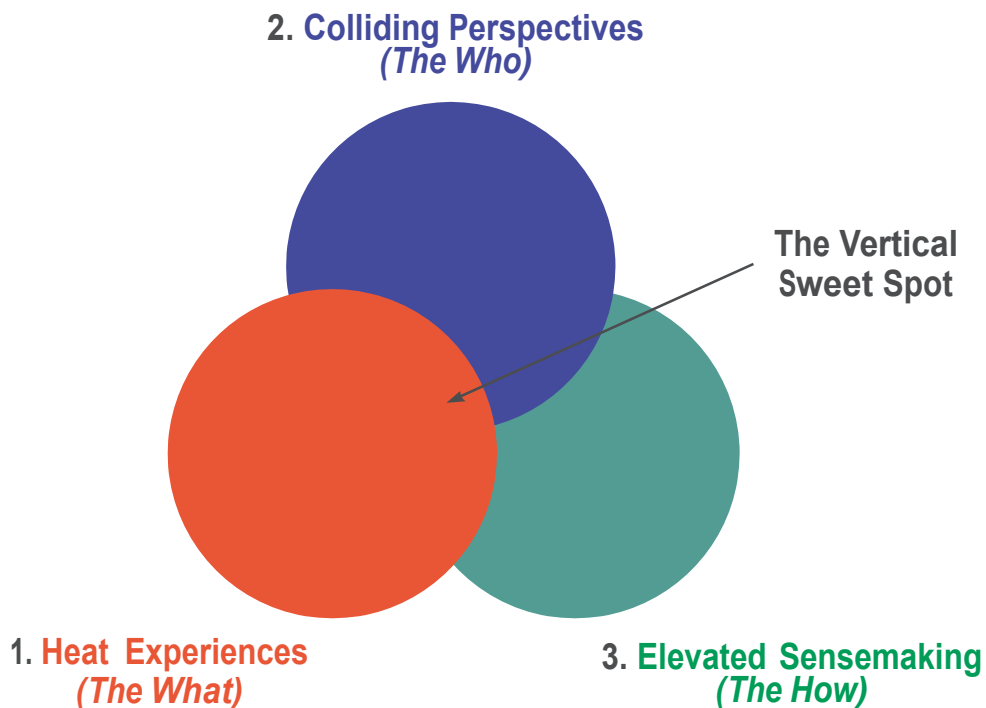 2. Colliding Perspectives
(The Who)
The Vertical
Sweet Spot
1. Heat Experiences
(The What)
3. Elevated Sensemaking
(The How)